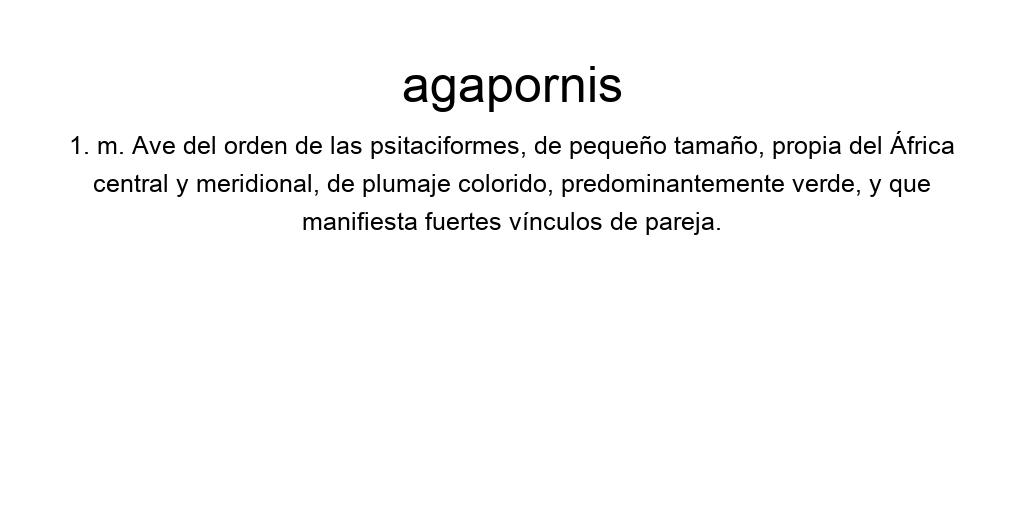 agapornis
1. m. Ave del orden de las psitaciformes, de pequeño tamaño, propia del África
central y meridional, de plumaje colorido, predominantemente verde, y que
manifiesta fuertes vínculos de pareja.